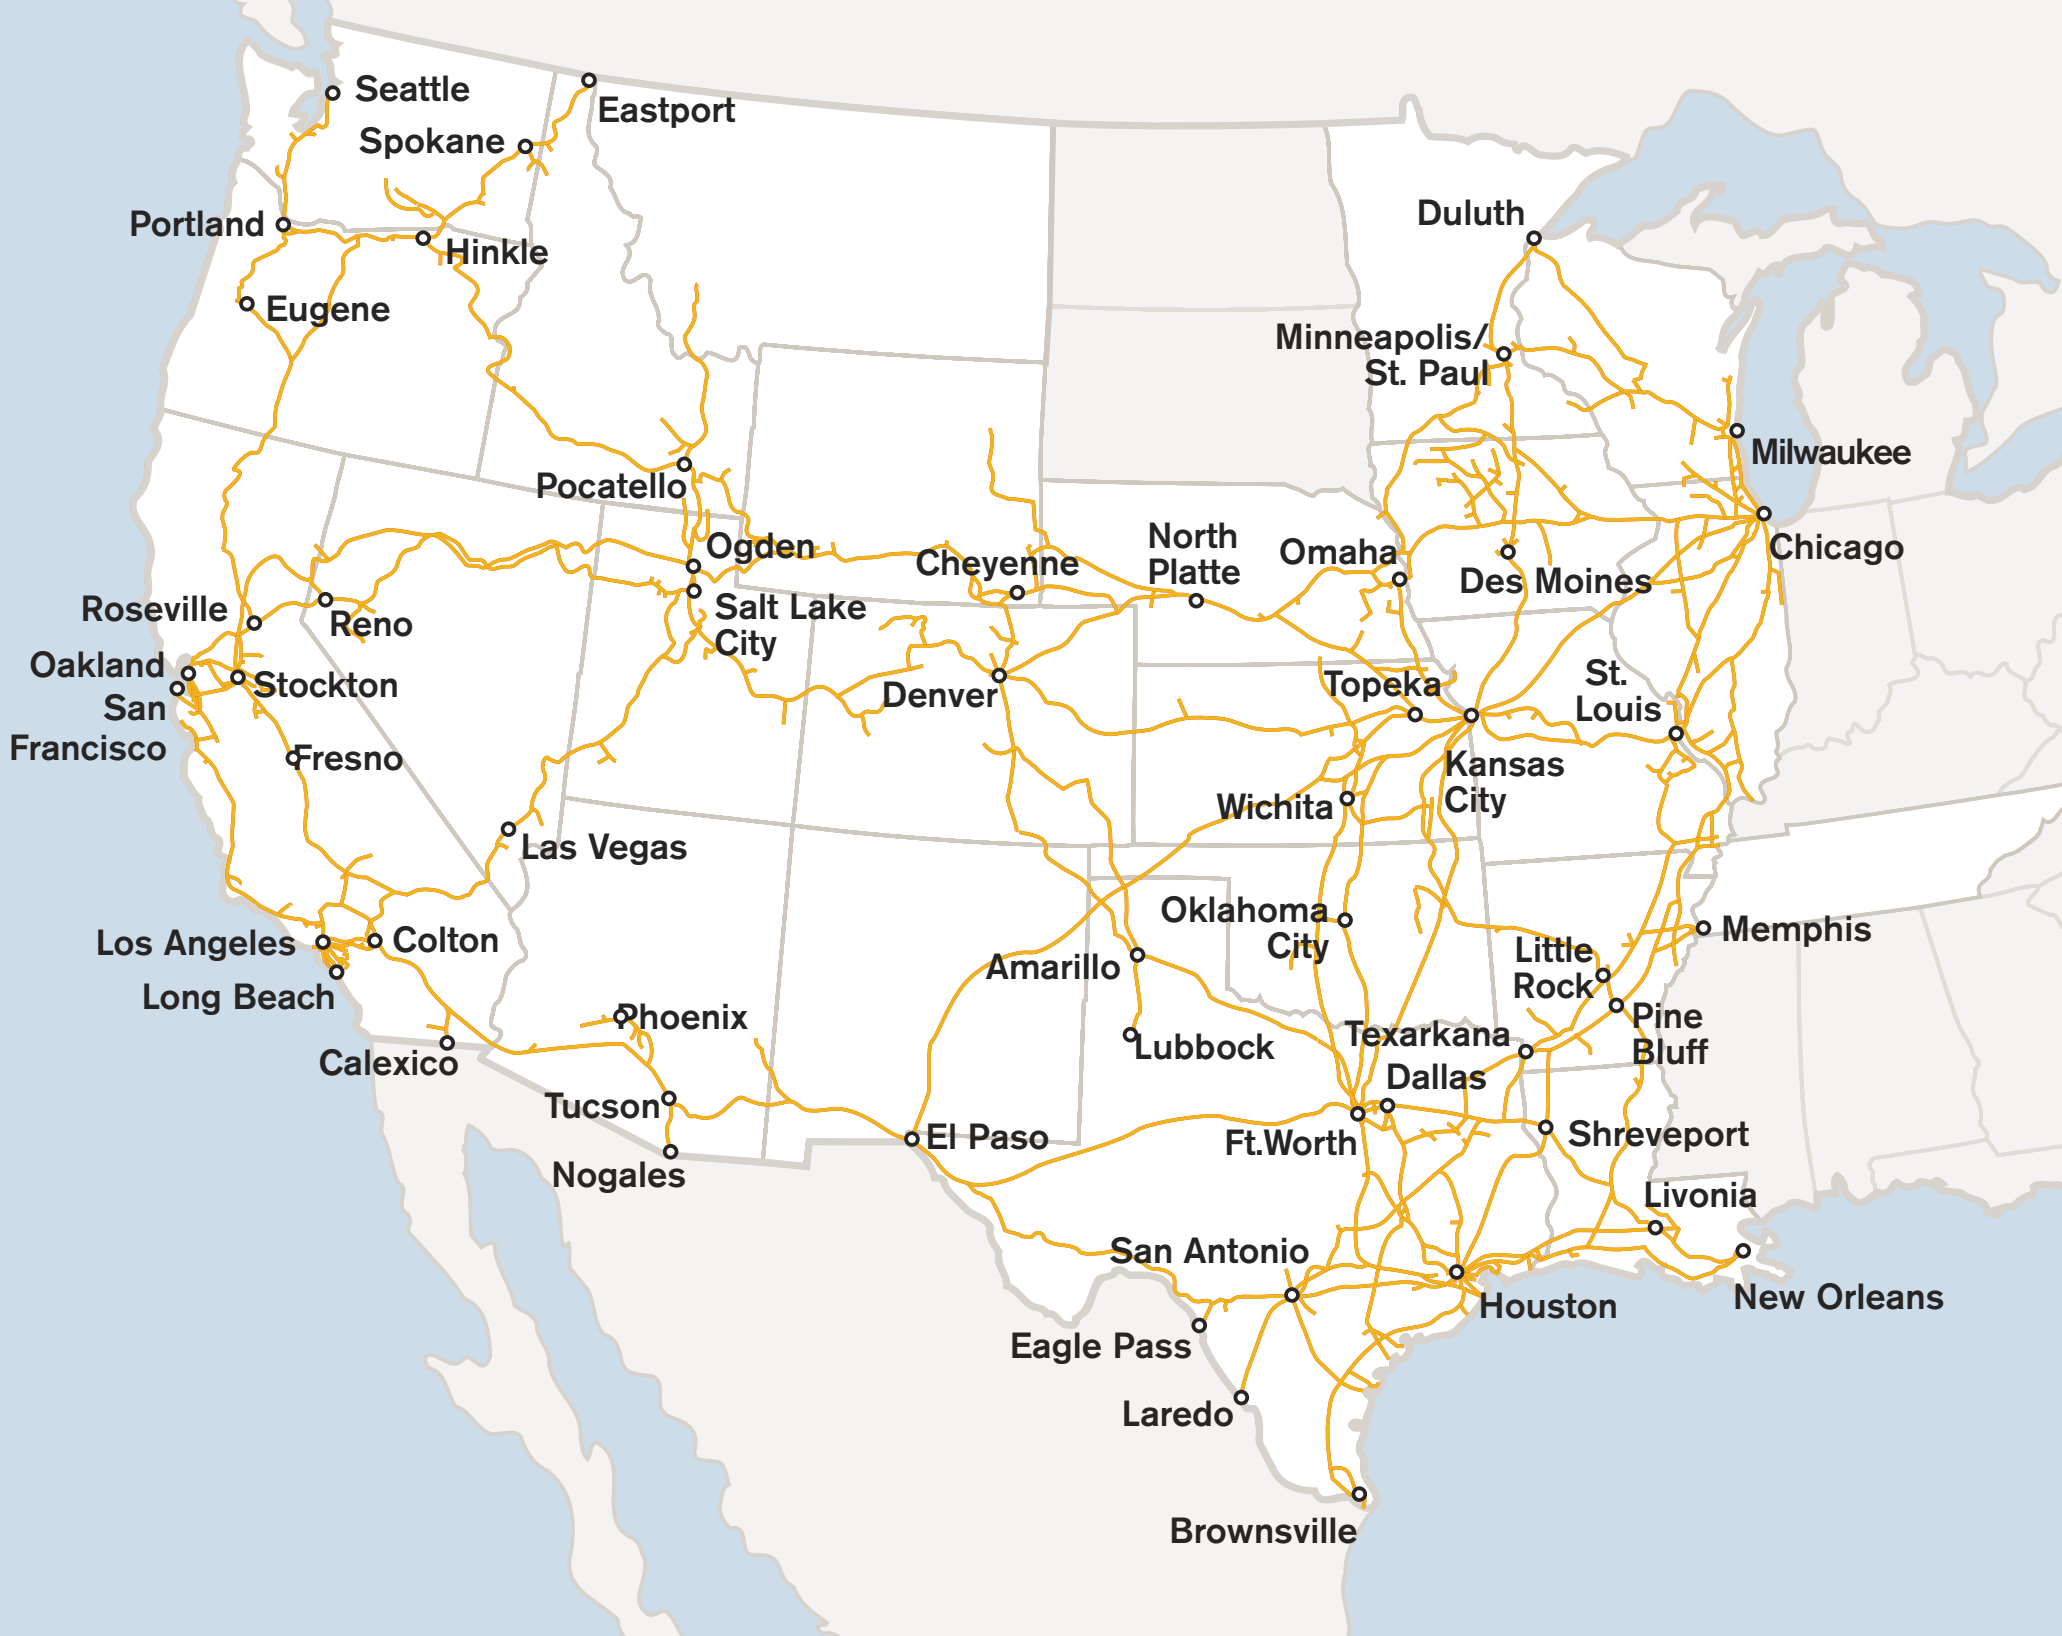 Seattle
Eastport
Spokane
Portland
Hinkle
Duluth
Eugene
Minneapolis/
St. Paul
Milwaukee
Pocatello
Ogden
Cheyenne
North
Platte
Omaha
Chicago
Des Moines
Roseville
Reno
Salt Lake
City
Oakland
San
Francisco
Stockton
Denver
Topeka
St.
Louis
Fresno
Kansas
City
Wichita
Las Vegas
Oklahoma
City
Memphis
Los Angeles
Colton
Amarillo
Little
Rock
Long Beach
Phoenix
Pine
Bluff
Texarkana
Lubbock
Calexico
Dallas
Tucson
El Paso
Ft.Worth
Shreveport
Nogales
Livonia
San Antonio
New Orleans
Houston
Eagle Pass
Laredo
Brownsville